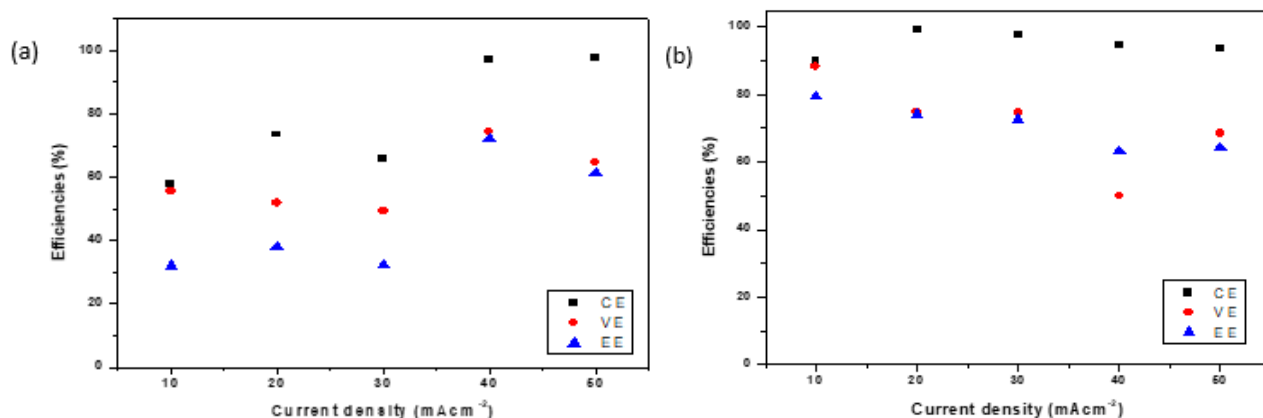 (a)
Efficiencies (%)
100
80
60
40
20
0
10 20 30 40 50
Current density (mAcm⁻²)
CE
VE
EE
(b)
Efficiencies (%)
100
80
60
40
20
0
10 20 30 40 50
Current density (mAcm⁻²)
CE
VE
EE